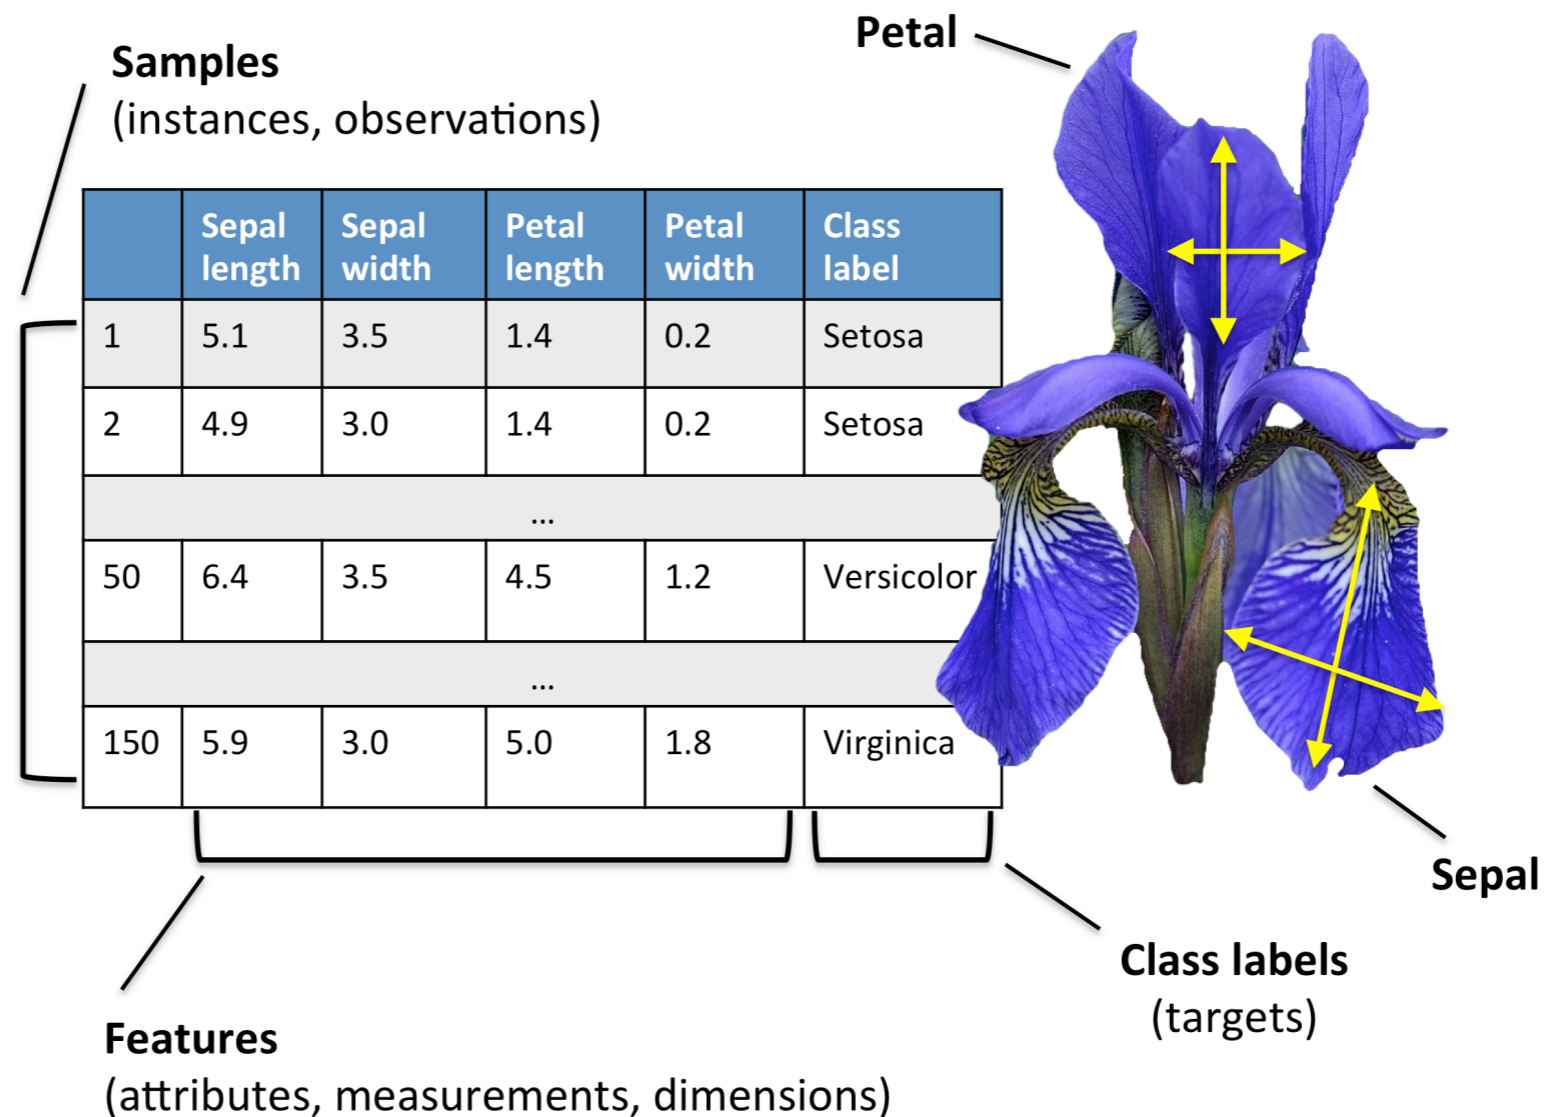 Petal
Samples
(instances, observations)
Sepal length Sepal width Petal length Petal width Class label
1 5.1 3.5 1.4 0.2 Setosa
2 4.9 3.0 1.4 0.2 Setosa
...
50 6.4 3.5 4.5 1.2 Versicolor
...
150 5.9 3.0 5.0 1.8 Virginica
Sepal
Class labels
(targets)
Features
(attributes, measurements, dimensions)